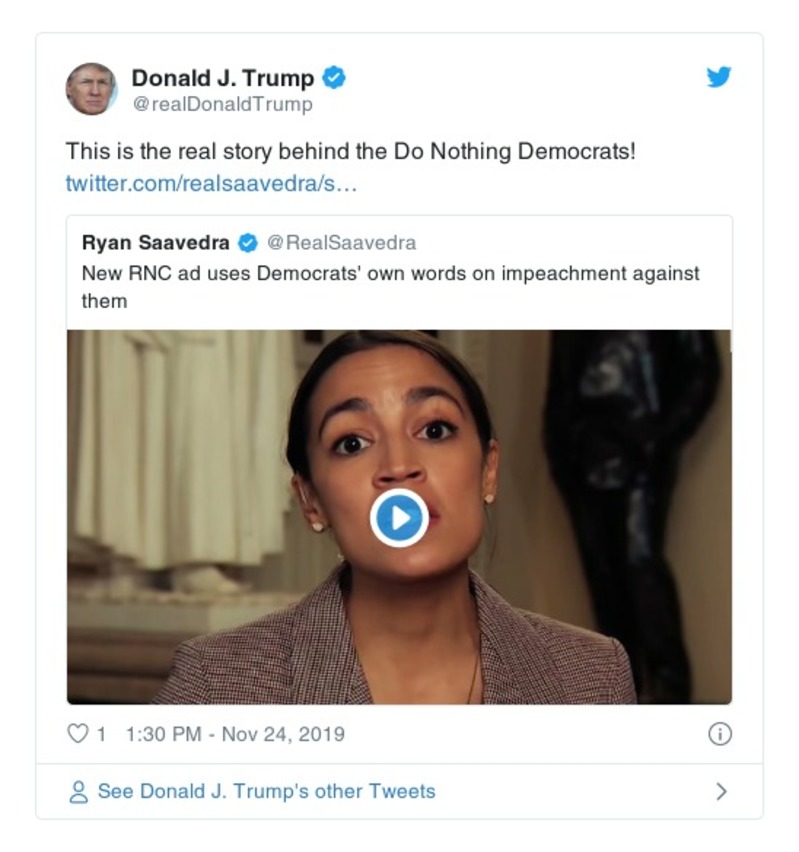 Donald J. Trump
@realDonaldTrump
This is the real story behind the Do Nothing Democrats!
twitter.com/realsaavedra/s…
Ryan Saavedra @RealSaavedra
New RNC ad uses Democrats' own words on impeachment against
them
1 1:30 PM - Nov 24, 2019
See Donald J. Trump's other Tweets